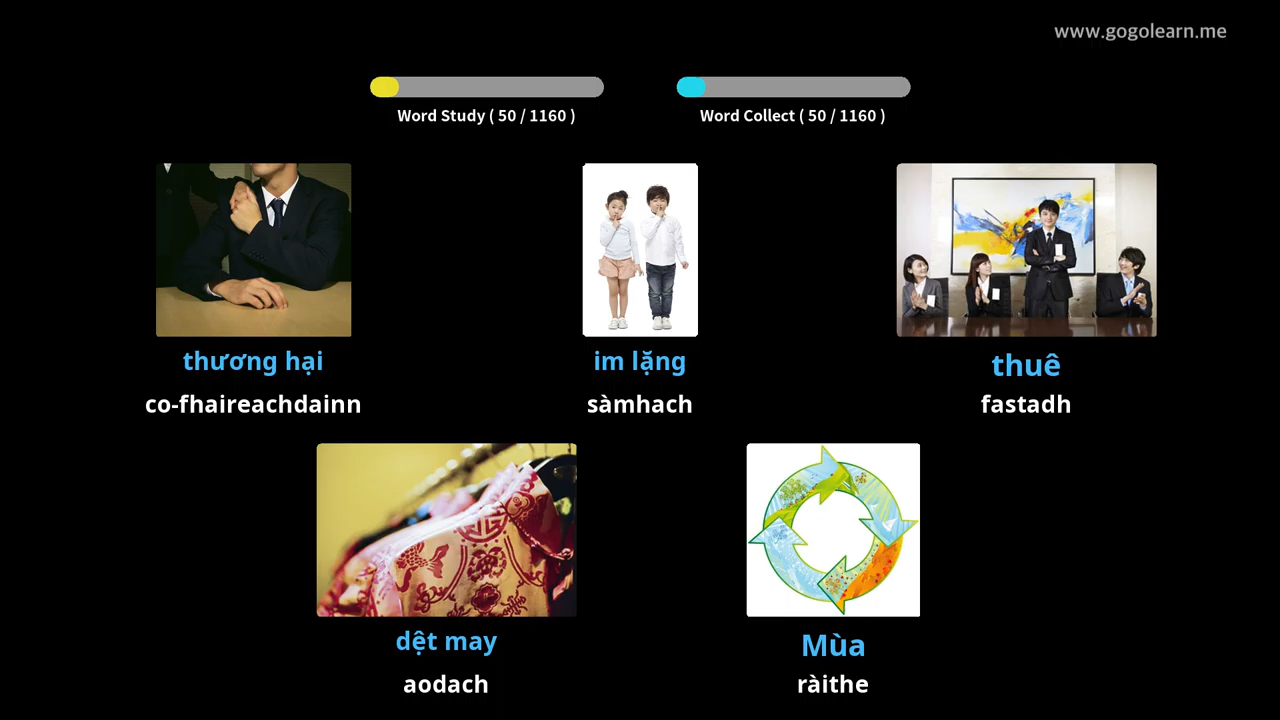 www.gogolearn.me
Word Study ( 50 / 1160 )
Word Collect ( 50 / 1160 )
thương hại
co-fhaireachdainn
im lặng
sàmhach
thuê
fastadh
dệt may
aodach
Mùa
ràithe